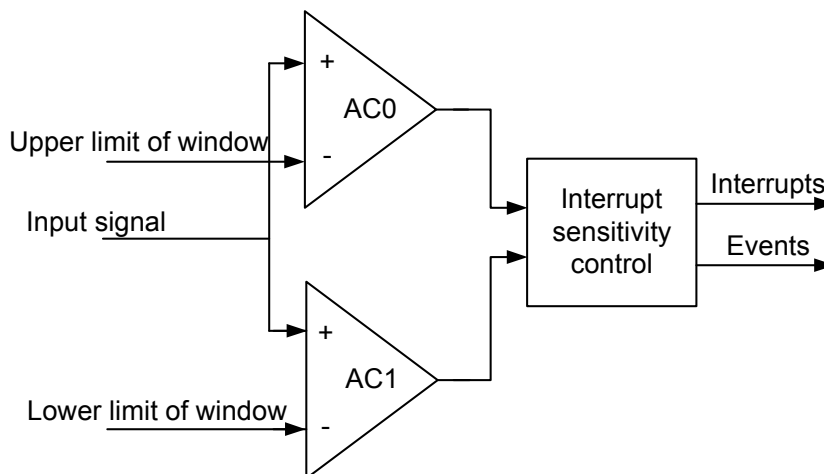 +
AC0
-
Upper limit of window
Input signal
Interrupt
sensitivity
control
Interrupts
Events
+
AC1
-
Lower limit of window